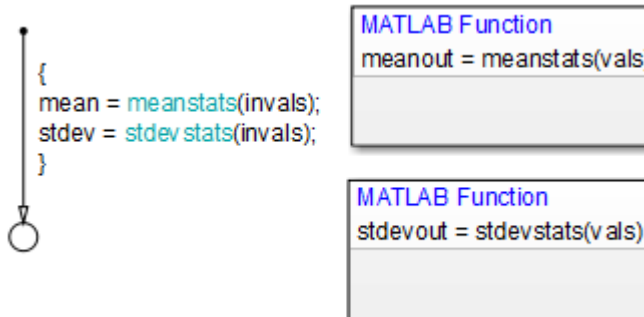 {
mean = meanstats(invals);
stdev = stdevstats(invals);
}
MATLAB Function
meanout = meanstats(vals
MATLAB Function
stdevout = stdevstats(vals)